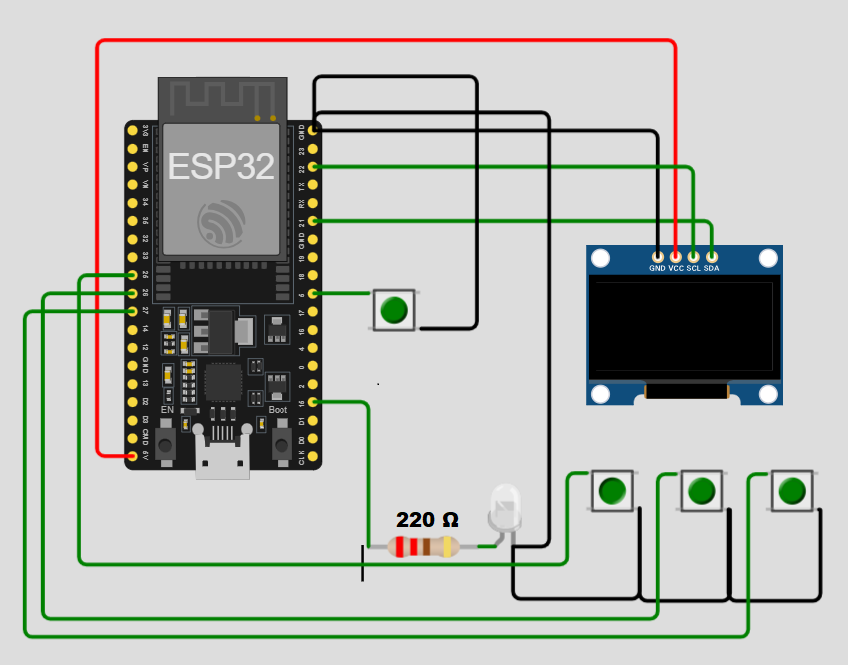 ESP32
3V3
EN
VP
VN
34
35
32
33
25
26
27
14
12
GND
13
D2
D3
CMD
5V
GND
23
22
TX
RX
21
GND
19
18
5
17
16
4
0
2
15
D1
D0
CLK
EN
Boot
GND VCC SCL SDA
220 Ω